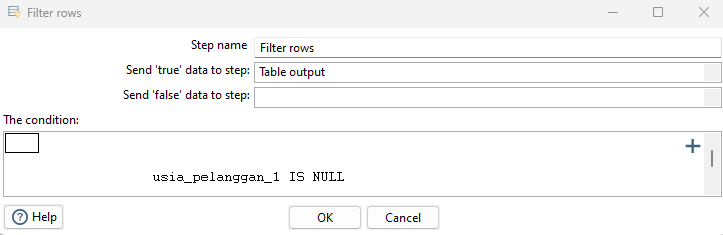 Filter rows
Step name Filter rows
Send 'true' data to step: Table output
Send 'false' data to step:
The condition:
usia_pelanggan_1 IS NULL
Help OK Cancel